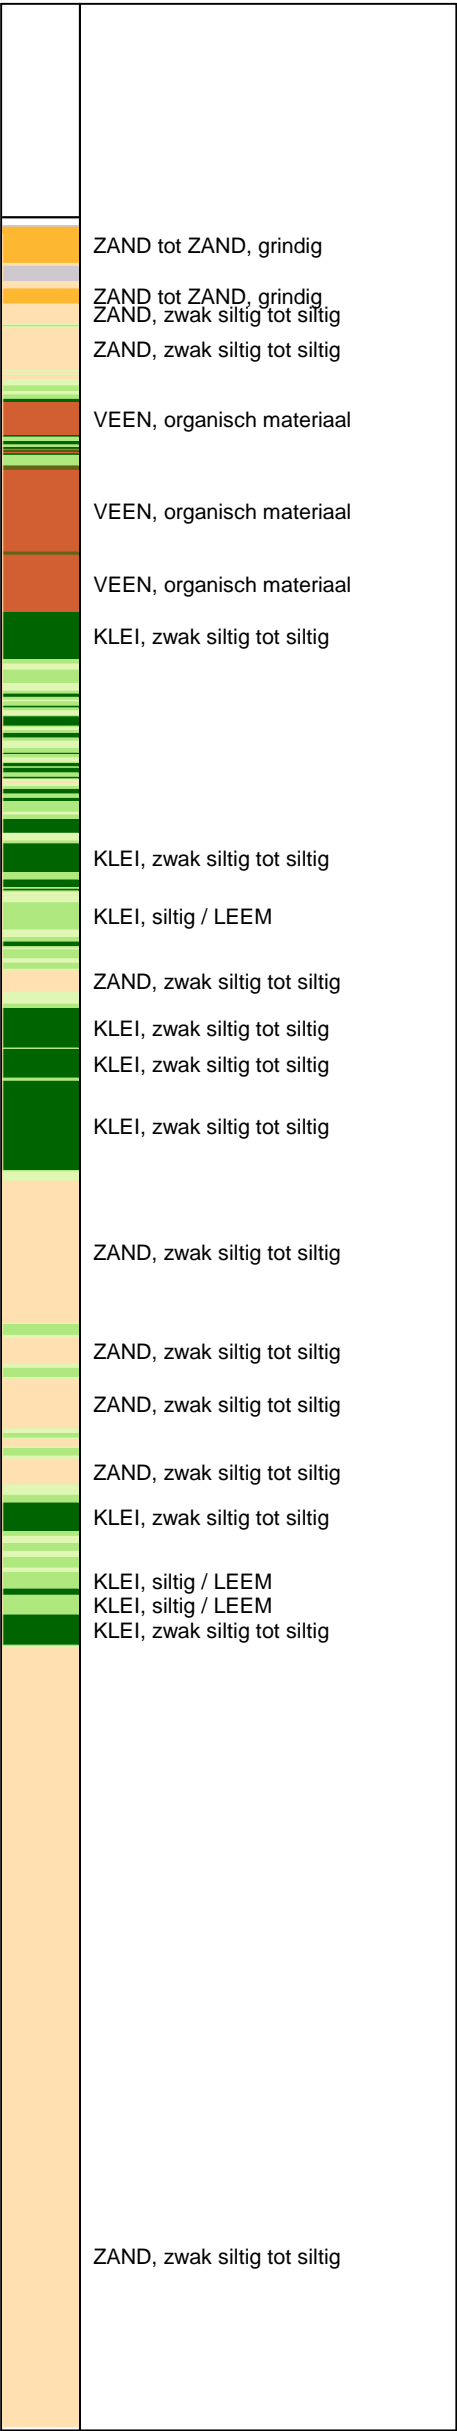 ZAND tot ZAND, grindig
ZAND tot ZAND, grindig
ZAND, zwak siltig tot siltig
ZAND, zwak siltig tot siltig
VEEN, organisch materiaal
VEEN, organisch materiaal
VEEN, organisch materiaal
KLEI, zwak siltig tot siltig
KLEI, zwak siltig tot siltig
KLEI, siltig / LEEM
ZAND, zwak siltig tot siltig
KLEI, zwak siltig tot siltig
KLEI, zwak siltig tot siltig
KLEI, zwak siltig tot siltig
ZAND, zwak siltig tot siltig
ZAND, zwak siltig tot siltig
ZAND, zwak siltig tot siltig
ZAND, zwak siltig tot siltig
KLEI, zwak siltig tot siltig
KLEI, siltig / LEEM
KLEI, siltig / LEEM
KLEI, zwak siltig tot siltig
ZAND, zwak siltig tot siltig